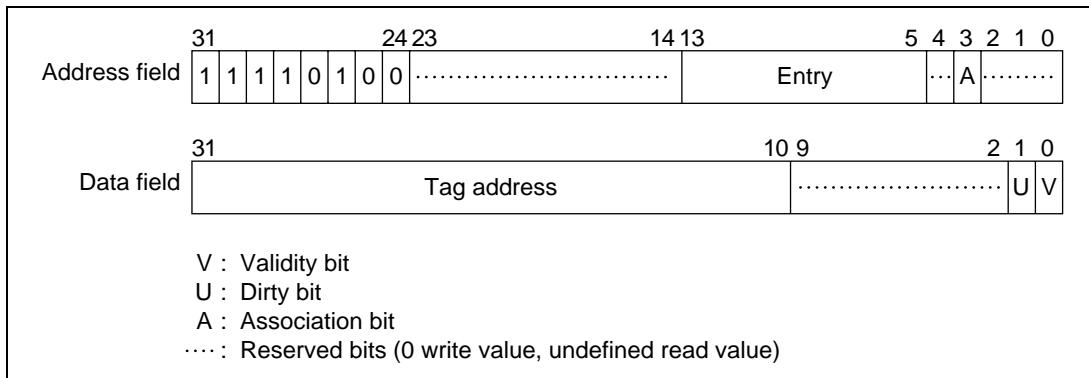 31 24 23 14 13 5 4 3 2 1 0
Address field 1 1 1 1 0 1 0 0 ............................... Entry ... A .........
31 10 9 2 1 0
Data field Tag address ......................... U V
V : Validity bit
U : Dirty bit
A : Association bit
.... : Reserved bits (0 write value, undefined read value)